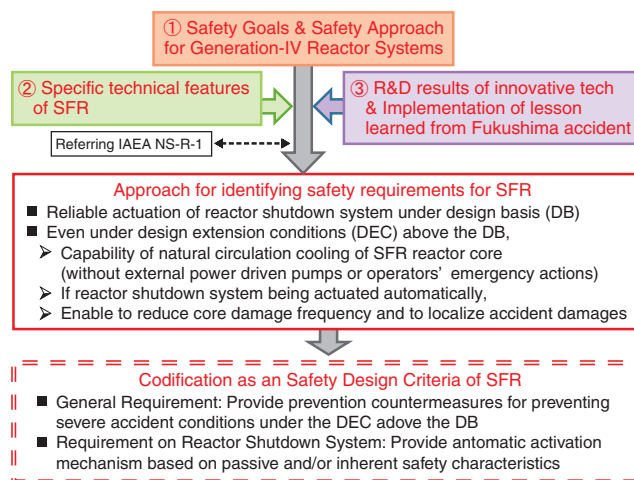 ① Safety Goals & Safety Approach
for Generation-IV Reactor Systems
② Specific technical features
of SFR
③ R&D results of innovative tech
& Implementation of lesson
learned from Fukushima accident
Referring IAEA NS-R-1
Approach for identifying safety requirements for SFR
■ Reliable actuation of reactor shutdown system under design basis (DB)
■ Even under design extension conditions (DEC) above the DB,
➢ Capability of natural circulation cooling of SFR reactor core
(without external power driven pumps or operators' emergency actions)
➢ If reactor shutdown system being actuated automatically,
➢ Enable to reduce core damage frequency and to localize accident damages
Codification as an Safety Design Criteria of SFR
■ General Requirement: Provide prevention countermeasures for preventing
severe accident conditions under the DEC adove the DB
■ Requirement on Reactor Shutdown System: Provide antomatic activation
mechanism based on passive and/or inherent safety characteristics